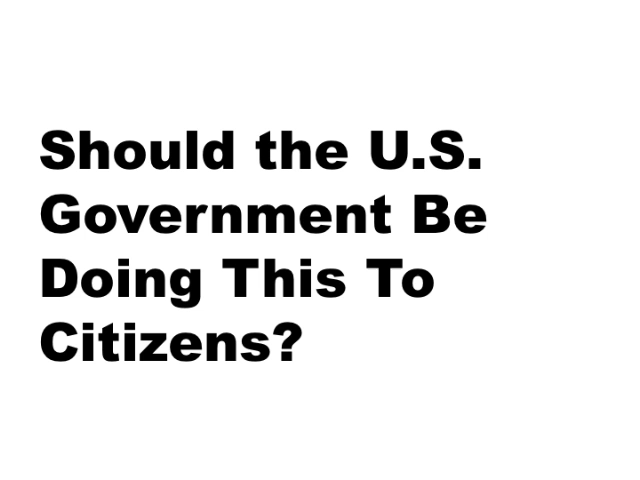 Should the U.S.
Government Be
Doing This To
Citizens?